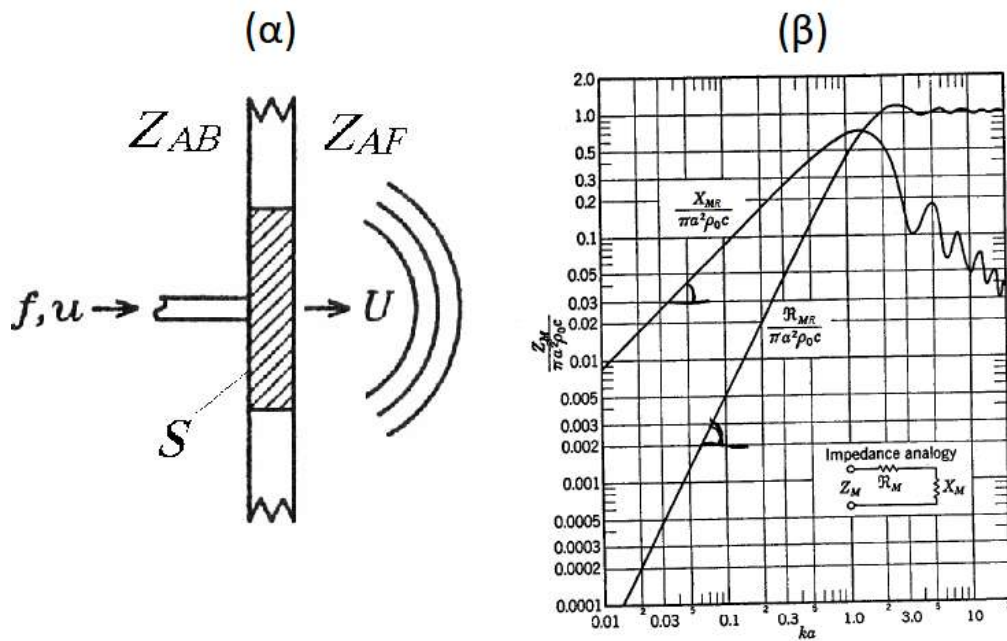 (α)
(β)
Z_AB
Z_AF
f, u
U
S
2.0
1.0
0.5
0.3
0.2
0.1
0.05
0.03
0.02
0.01
0.005
0.003
0.002
0.001
0.0005
0.0003
0.0002
0.0001
Z_M
πa²ρ₀c
X_MR
πa²ρ₀c
ℜ_MR
πa²ρ₀c
Impedance analogy
Z_M
ℜ_M
X_M
0.01
2
0.03
5
0.1
2
0.3
5
1.0
2
3.0
5
10
ka